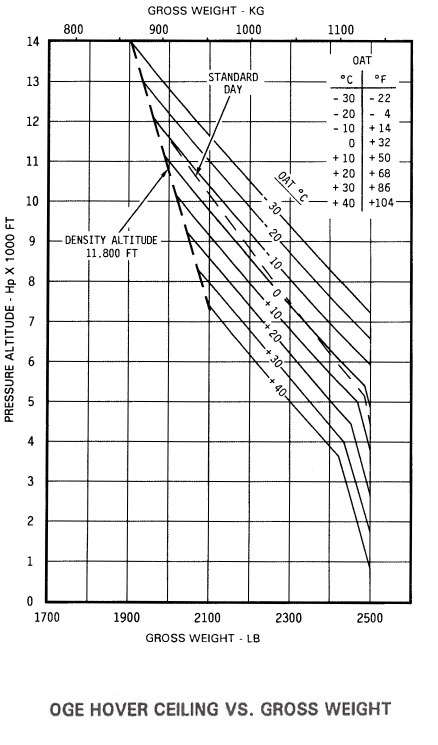 GROSS WEIGHT - KG
800 900 1000 1100
14
13
12
11
10
9
8
7
6
5
4
3
2
1
0
PRESSURE ALTITUDE - Hp X 1000 FT
STANDARD
DAY
OAT
°C °F
- 30 - 22
- 20 - 4
- 10 + 14
0 + 32
+ 10 + 50
+ 20 + 68
+ 30 + 86
+ 40 +104
DENSITY ALTITUDE
11,800 FT
OAT °C
- 30
- 20
- 10
0
+ 10
+ 20
+ 30
+ 40
1700 1900 2100 2300 2500
GROSS WEIGHT - LB
OGE HOVER CEILING VS. GROSS WEIGHT